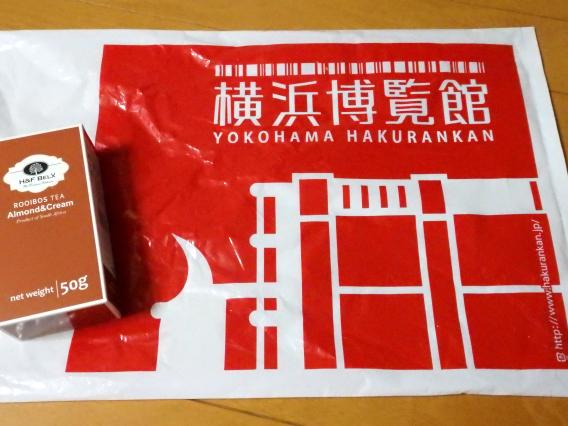 横浜博覧館
YOKOHAMA HAKURANKAN
http://www.hakurankan.jp/
H&F BELX
ROOIBOS TEA
Almond&Cream
Product of South Africa
net weight 50g